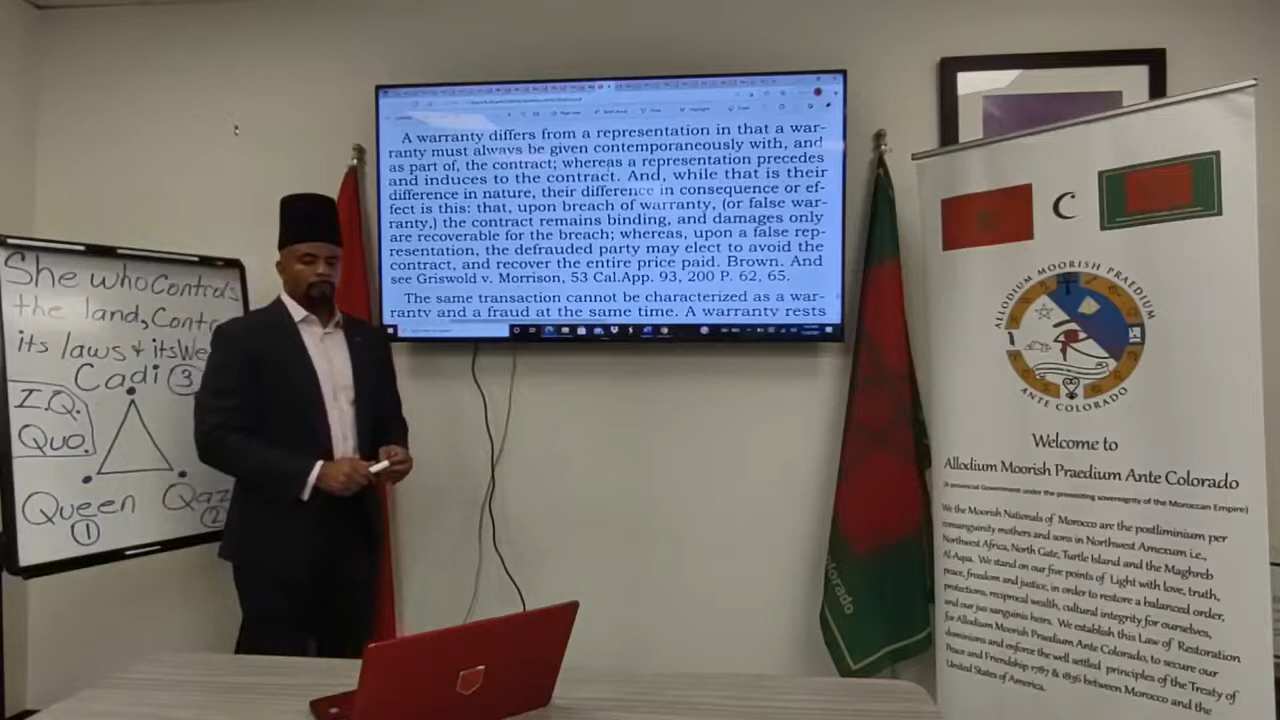 She who Controls
the land, Contr
its laws & its We
Cadi 3
I.Q.
Quo.
Queen
1
Qaz
2
A warranty differs from a representation in that a war-
ranty must always be given contemporaneously with, and
as part of, the contract; whereas a representation precedes
and induces to the contract. And, while that is their
difference in nature, their difference in consequence or ef-
fect is this: that, upon breach of warranty, (or false war-
ranty,) the contract remains binding, and damages only
are recoverable for the breach; whereas, upon a false rep-
resentation, the defrauded party may elect to avoid the
contract, and recover the entire price paid. Brown. And
see Griswold v. Morrison, 53 Cal.App. 93, 200 P. 62, 65.
The same transaction cannot be characterized as a war-
ranty and a fraud at the same time. A warranty rests
olorado
ALLODIUM MOORISH PRAEDIUM
ANTE COLORADO
Welcome to
Allodium Moorish Praedium Ante Colorado
(A provincial Government under the preexisting sovereignty of the Moroccan Empire)
We the Moorish Nationals of Morocco are the postliminium per
consanguinity mothers and sons in Northwest Amexum i.e.,
Northwest Africa, North Gate, Turtle Island and the Maghreb
Al-Aqsa. We stand on our five points of Light with love, truth,
peace, freedom and justice, in order to restore a balanced order,
protections, reciprocal wealth, cultural integrity for ourselves,
and our jus sanguinis heirs. We establish this Law of Restoration
for Allodium Moorish Praedium Ante Colorado, to secure our
dominions and enforce the well settled principles of the Treaty of
Peace and Friendship 1787 & 1836 between Morocco and the
United States of America.